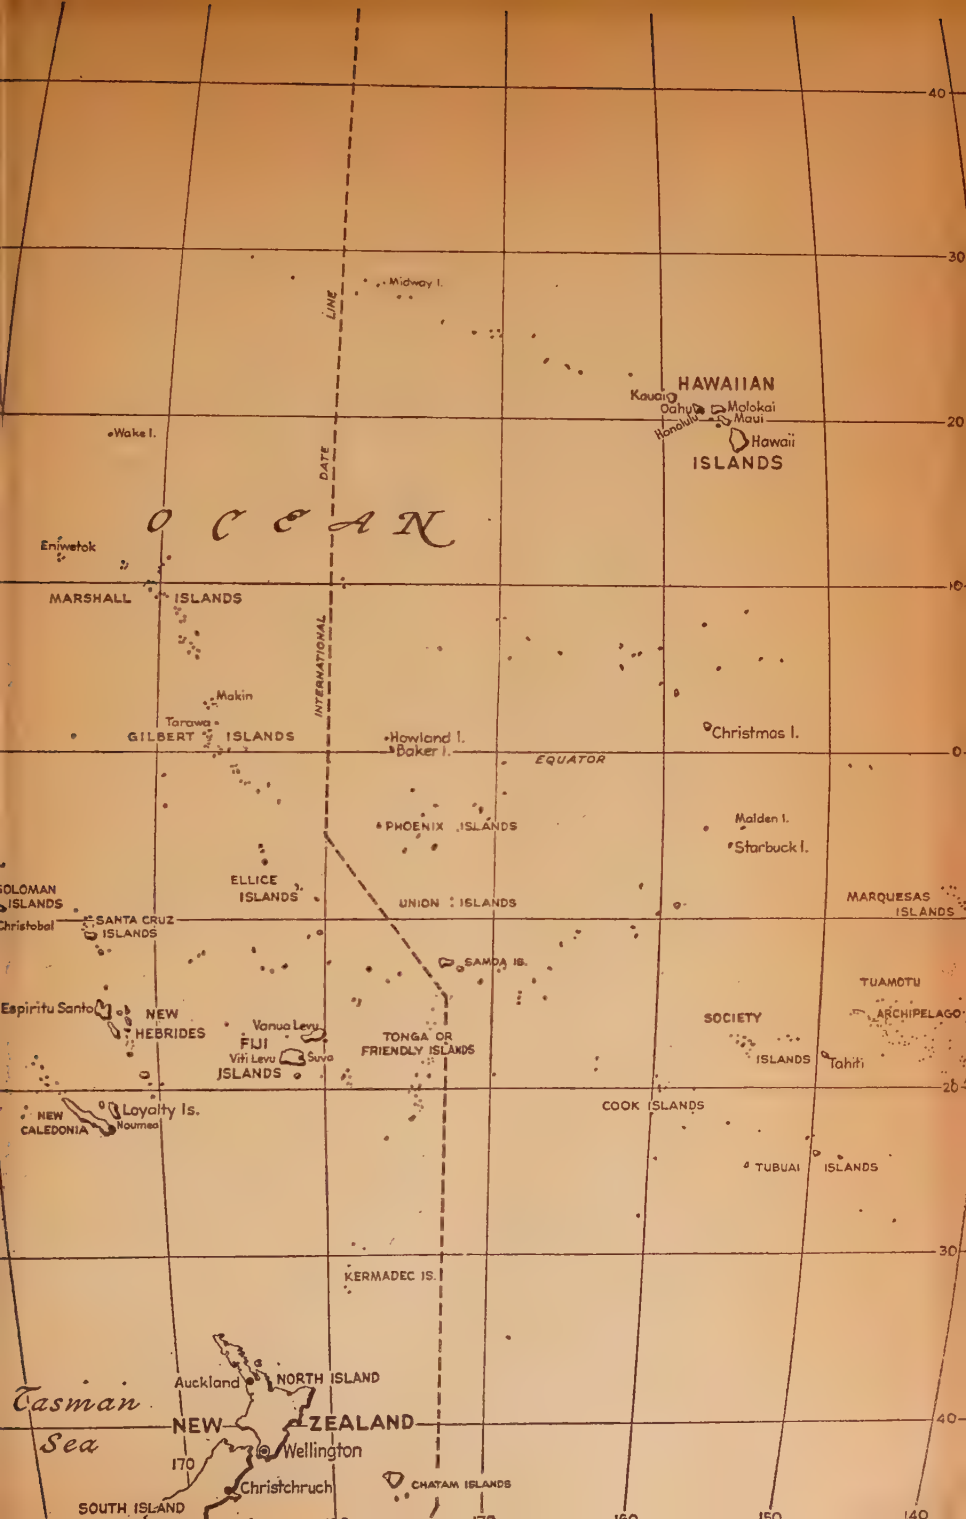 40
30
Midway I.
LINE
HAWAIIAN
Kauai
Oahu
Molokai
Honolulu
Maui
20
Wake I.
Hawaii
DATE
ISLANDS
OCEAN
Eniwetok
10
MARSHALL ISLANDS
INTERNATIONAL
Makin
Tarawa
GILBERT ISLANDS
Howland I.
Christmas I.
Baker I.
0
EQUATOR
Malden I.
PHOENIX ISLANDS
Starbuck I.
ELLICE
SOLOMAN
ISLANDS
ISLANDS
MARQUESAS
UNION ISLANDS
ISLANDS
SANTA CRUZ
Christobal
ISLANDS
SAMOA IS.
TUAMOTU
Espiritu Santo
NEW
ARCHIPELAGO
SOCIETY
Vanua Levu
HEBRIDES
TONGA OR
FIJI
FRIENDLY ISLANDS
Viti Levu
Suva
ISLANDS
Tahiti
ISLANDS
20
COOK ISLANDS
Loyalty Is.
NEW
Noumea
CALEDONIA
TUBUAI ISLANDS
30
KERMADEC IS.
NORTH ISLAND
Auckland
Tasman
40
NEW ZEALAND
Sea
Wellington
170
CHATAM ISLANDS
Christchruch
SOUTH ISLAND
170
160
150
140